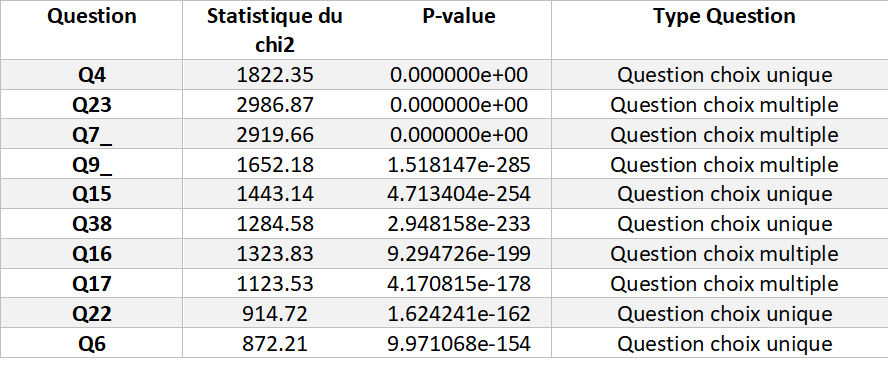 Question Statistique du chi2 P-value Type Question
Q4 1822.35 0.000000e+00 Question choix unique
Q23 2986.87 0.000000e+00 Question choix multiple
Q7_ 2919.66 0.000000e+00 Question choix multiple
Q9_ 1652.18 1.518147e-285 Question choix multiple
Q15 1443.14 4.713404e-254 Question choix unique
Q38 1284.58 2.948158e-233 Question choix unique
Q16 1323.83 9.294726e-199 Question choix multiple
Q17 1123.53 4.170815e-178 Question choix multiple
Q22 914.72 1.624241e-162 Question choix unique
Q6 872.21 9.971068e-154 Question choix unique